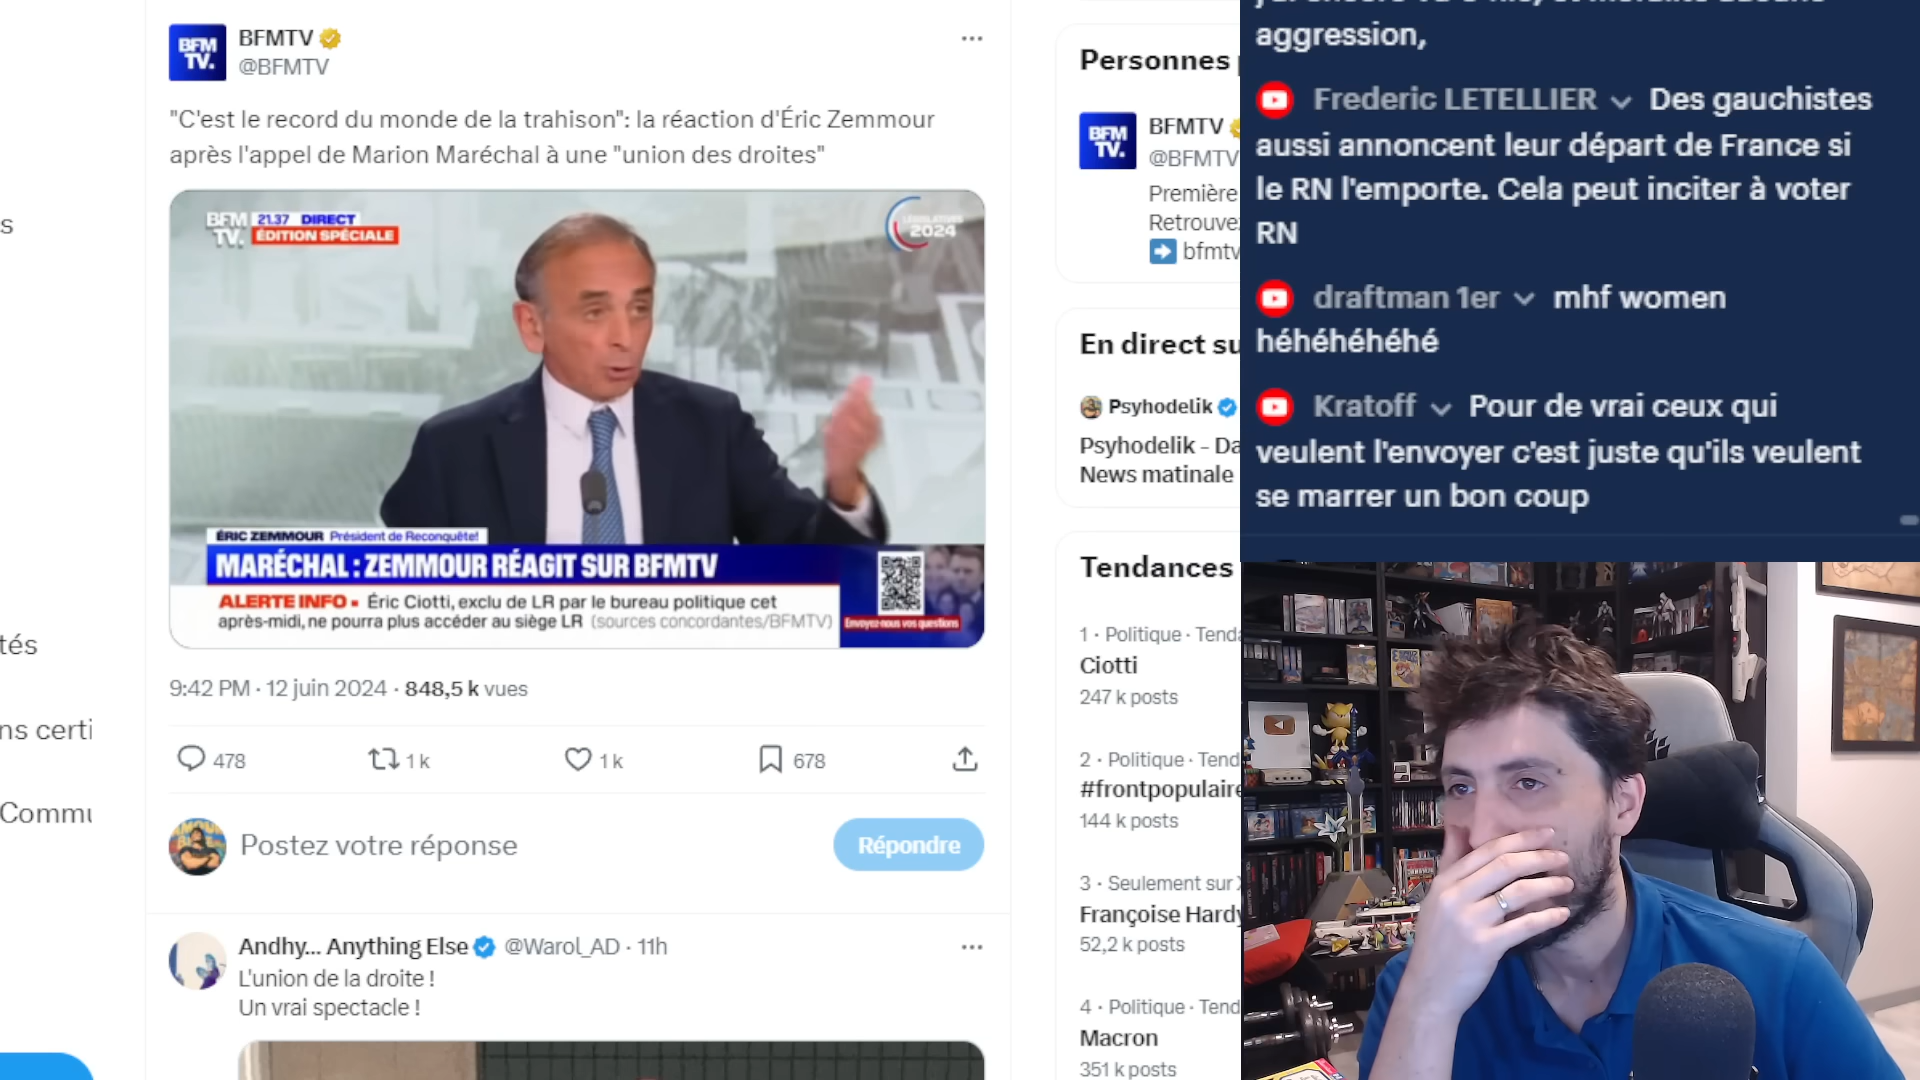 BFMTV
@BFMTV
"C'est le record du monde de la trahison": la réaction d'Éric Zemmour
après l'appel de Marion Maréchal à une "union des droites"
BFM
TV.
21.37 DIRECT
ÉDITION SPÉCIALE
LÉGISLATIVES
2024
ÉRIC ZEMMOUR Président de Reconquête!
MARÉCHAL : ZEMMOUR RÉAGIT SUR BFMTV
ALERTE INFO Éric Ciotti, exclu de LR par le bureau politique cet
après-midi, ne pourra plus accéder au siège LR (sources concordantes/BFMTV)
Envoyez-nous vos questions
9:42 PM · 12 juin 2024 · 848,5 k vues
478
1 k
1 k
678
Postez votre réponse
Répondre
Andhy... Anything Else @Warol_AD · 11h
L'union de la droite !
Un vrai spectacle !
s
tés
ns certi
Commu
Personnes
BFM
TV.
BFMTV
@BFMTV
Première
Retrouve
bfmtv
En direct su
Psyhodelik
Psyhodelik - Da
News matinale
Tendances
1 · Politique · Tend
Ciotti
247 k posts
2 · Politique · Tend
#frontpopulaire
144 k posts
3 · Seulement sur
Françoise Hardy
52,2 k posts
4 · Politique · Tend
Macron
351 k posts
aggression,
Frederic LETELLIER Des gauchistes
aussi annoncent leur départ de France si
le RN l'emporte. Cela peut inciter à voter
RN
draftman 1er mhf women
héhéhéhéhé
Kratoff Pour de vrai ceux qui
veulent l'envoyer c'est juste qu'ils veulent
se marrer un bon coup